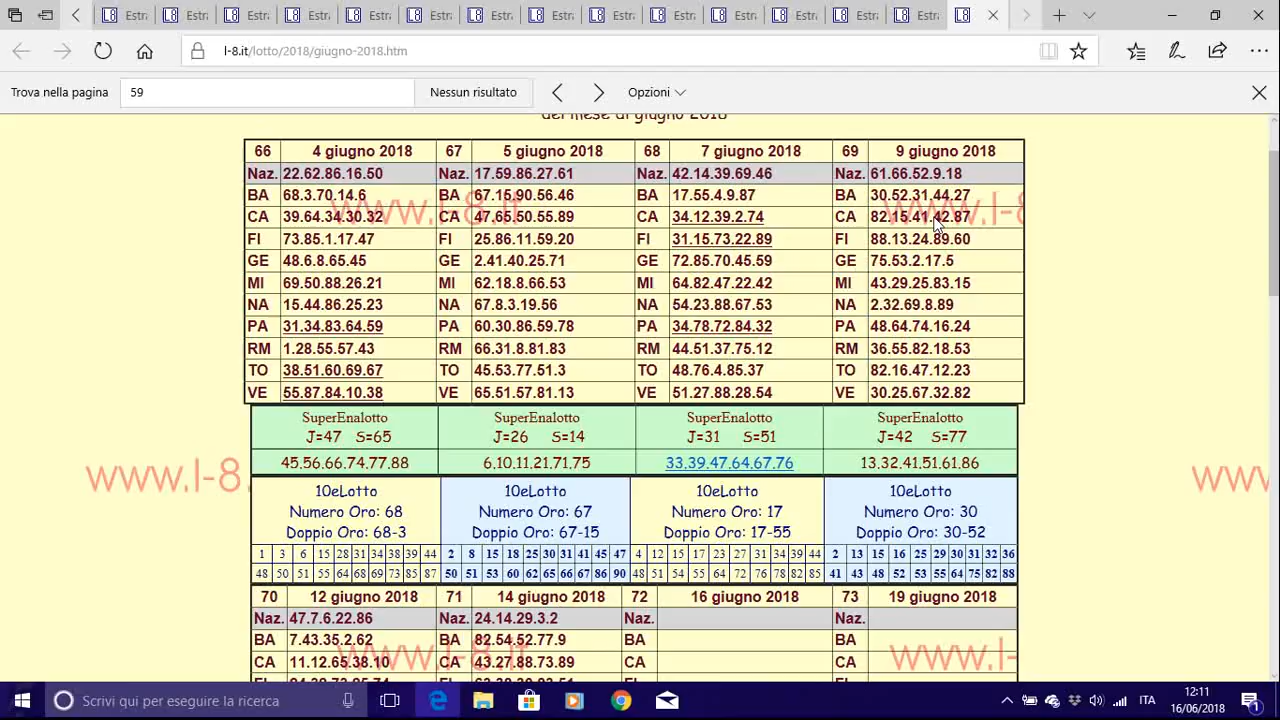 Estra Estra Estra Estra Estra Estra Estra Estra Estra Estra Estra Estra Estra Estra
l-8.it/lotto/2018/giugno-2018.htm
Trova nella pagina 59 Nessun risultato Opzioni
del mese di giugno 2018
66 4 giugno 2018 67 5 giugno 2018 68 7 giugno 2018 69 9 giugno 2018
Naz. 22.62.86.16.50 Naz. 17.59.86.27.61 Naz. 42.14.39.69.46 Naz. 61.66.52.9.18
BA 68.3.70.14.6 BA 67.15.90.56.46 BA 17.55.4.9.87 BA 30.52.31.44.27
CA 39.64.34.30.32 CA 47.65.50.55.89 CA 34.12.39.2.74 CA 82.15.41.42.87
FI 73.85.1.17.47 FI 25.86.11.59.20 FI 31.15.73.22.89 FI 88.13.24.89.60
GE 48.6.8.65.45 GE 2.41.40.25.71 GE 72.85.70.45.59 GE 75.53.2.17.5
MI 69.50.88.26.21 MI 62.18.8.66.53 MI 64.82.47.22.42 MI 43.29.25.83.15
NA 15.44.86.25.23 NA 67.8.3.19.56 NA 54.23.88.67.53 NA 2.32.69.8.89
PA 31.34.83.64.59 PA 60.30.86.59.78 PA 34.78.72.84.32 PA 48.64.74.16.24
RM 1.28.55.57.43 RM 66.31.8.81.83 RM 44.51.37.75.12 RM 36.55.82.18.53
TO 38.51.60.69.67 TO 45.53.77.51.3 TO 48.76.4.85.37 TO 82.16.47.12.23
VE 55.87.84.10.38 VE 65.51.57.81.13 VE 51.27.88.28.54 VE 30.25.67.32.82
SuperEnalotto SuperEnalotto SuperEnalotto SuperEnalotto
J=47 S=65 J=26 S=14 J=31 S=51 J=42 S=77
45.56.66.74.77.88 6.10.11.21.71.75 33.39.47.64.67.76 13.32.41.51.61.86
www.l-8.
10eLotto 10eLotto 10eLotto 10eLotto
Numero Oro: 68 Numero Oro: 67 Numero Oro: 17 Numero Oro: 30
Doppio Oro: 68-3 Doppio Oro: 67-15 Doppio Oro: 17-55 Doppio Oro: 30-52
1 3 6 15 28 31 34 38 39 44 2 8 15 18 25 30 31 41 45 47 4 12 15 17 23 27 31 34 39 44 2 13 15 16 25 29 30 31 32 36
48 50 51 55 64 68 69 73 85 87 50 51 53 60 62 65 66 67 86 90 48 51 54 55 64 72 76 78 82 85 41 43 48 52 53 55 64 75 82 88
70 12 giugno 2018 71 14 giugno 2018 72 16 giugno 2018 73 19 giugno 2018
Naz. 47.7.6.22.86 Naz. 24.14.29.3.2 Naz. Naz.
BA 7.43.35.2.62 BA 82.54.52.77.9 BA BA
CA 11.12.65.38.10 CA 43.27.88.73.89 CA CA
Scrivi qui per eseguire la ricerca
ITA
12:11
16/06/2018